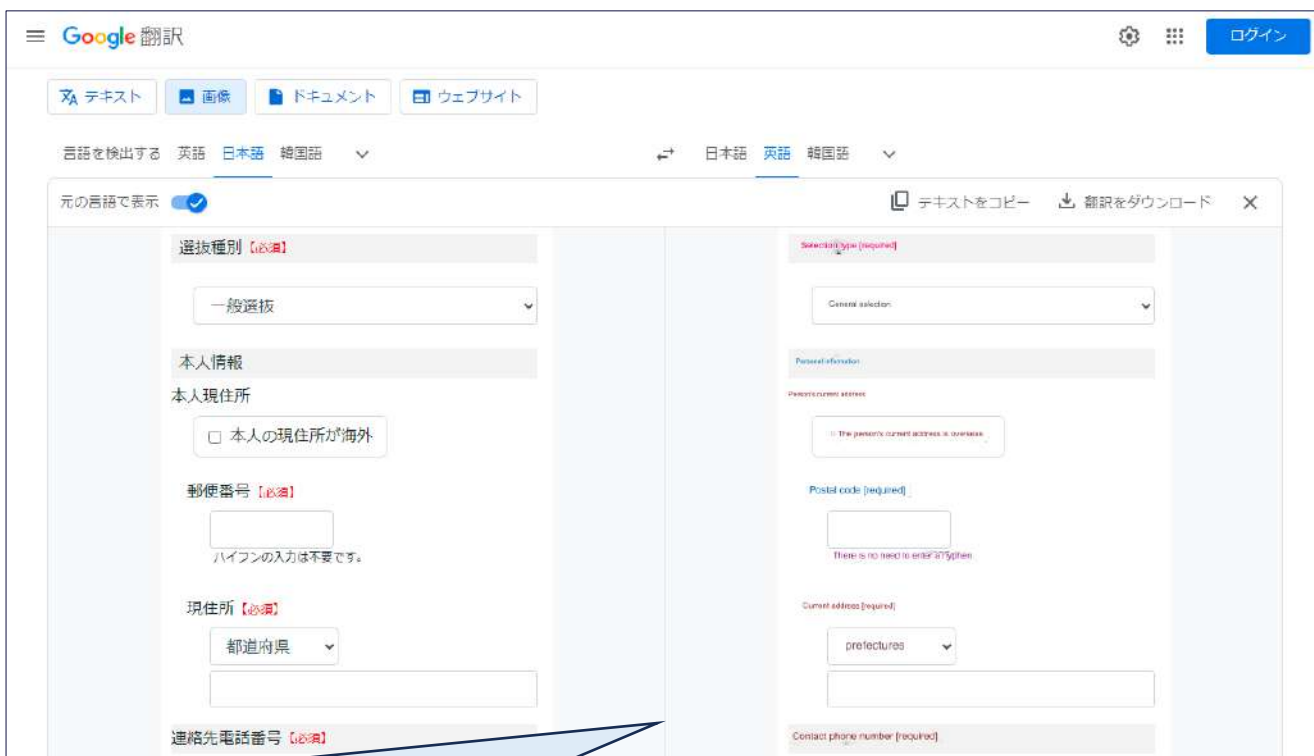 Google 翻訳
ログイン
テキスト 画像 ドキュメント ウェブサイト
言語を検出する 英語 日本語 韓国語 日本語 英語 韓国語
元の言語で表示 テキストをコピー 翻訳をダウンロード
選抜種別【必須】
一般選抜
本人情報
本人現住所
本人の現住所が海外
郵便番号【必須】
ハイフンの入力は不要です。
現住所【必須】
都道府県
連絡先電話番号【必須】
Selection type [required]
General selection
Personal information
Person's current address
The person's current address is overseas
Postal code [required]
There is no need to enter a hyphen
Current address [required]
prefectures
Contact phone number [required]